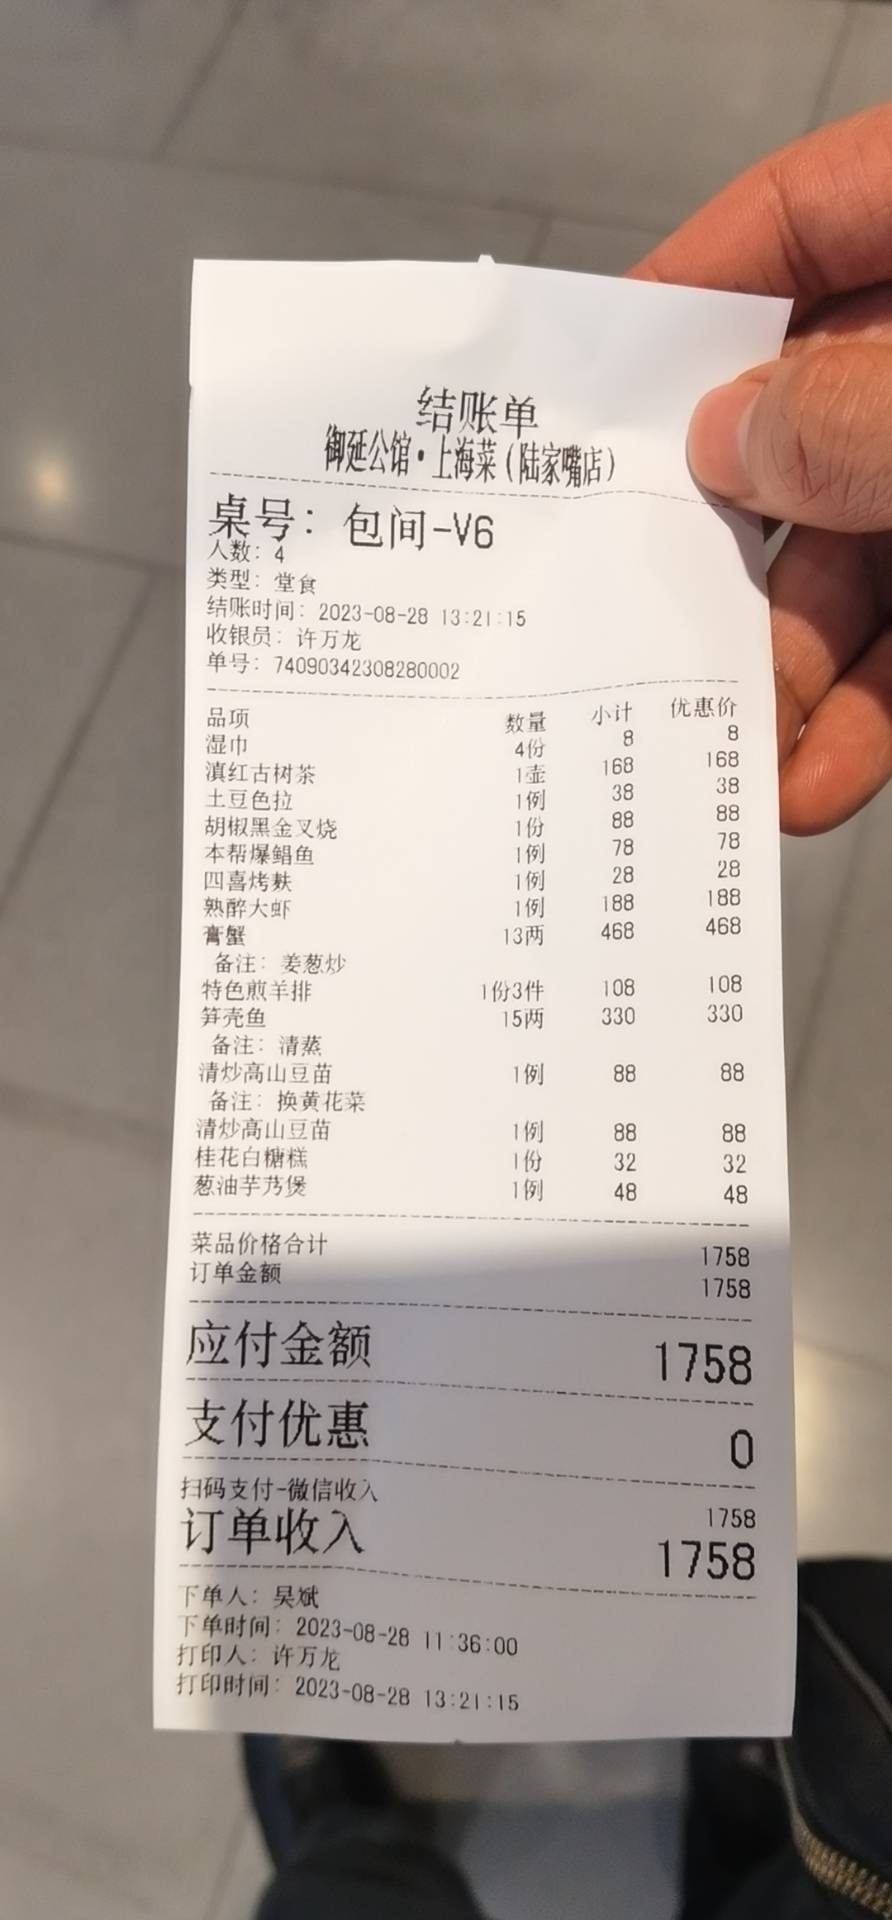 结账单
御延公馆·上海菜(陆家嘴店)
桌号: 包间-V6
人数: 4
类型: 堂食
结账时间: 2023-08-28 13:21:15
收银员: 许万龙
单号: 74090342308280002
品项 数量 小计 优惠价
湿巾 4份 8 8
滇红古树茶 1壶 168 168
土豆色拉 1例 38 38
胡椒黑金叉烧 1份 88 88
本帮爆鲳鱼 1例 78 78
四喜烤麸 1例 28 28
熟醉大虾 1例 188 188
膏蟹 13两 468 468
备注: 姜葱炒
特色煎羊排 1份3件 108 108
笋壳鱼 15两 330 330
备注: 清蒸
清炒高山豆苗 1例 88 88
备注: 换黄花菜
清炒高山豆苗 1例 88 88
桂花白糖糕 1份 32 32
葱油芋艿煲 1例 48 48
菜品价格合计 1758
订单金额 1758
应付金额 1758
支付优惠 0
扫码支付-微信收入 1758
订单收入 1758
下单人: 吴斌
下单时间: 2023-08-28 11:36:00
打印人: 许万龙
打印时间: 2023-08-28 13:21:15